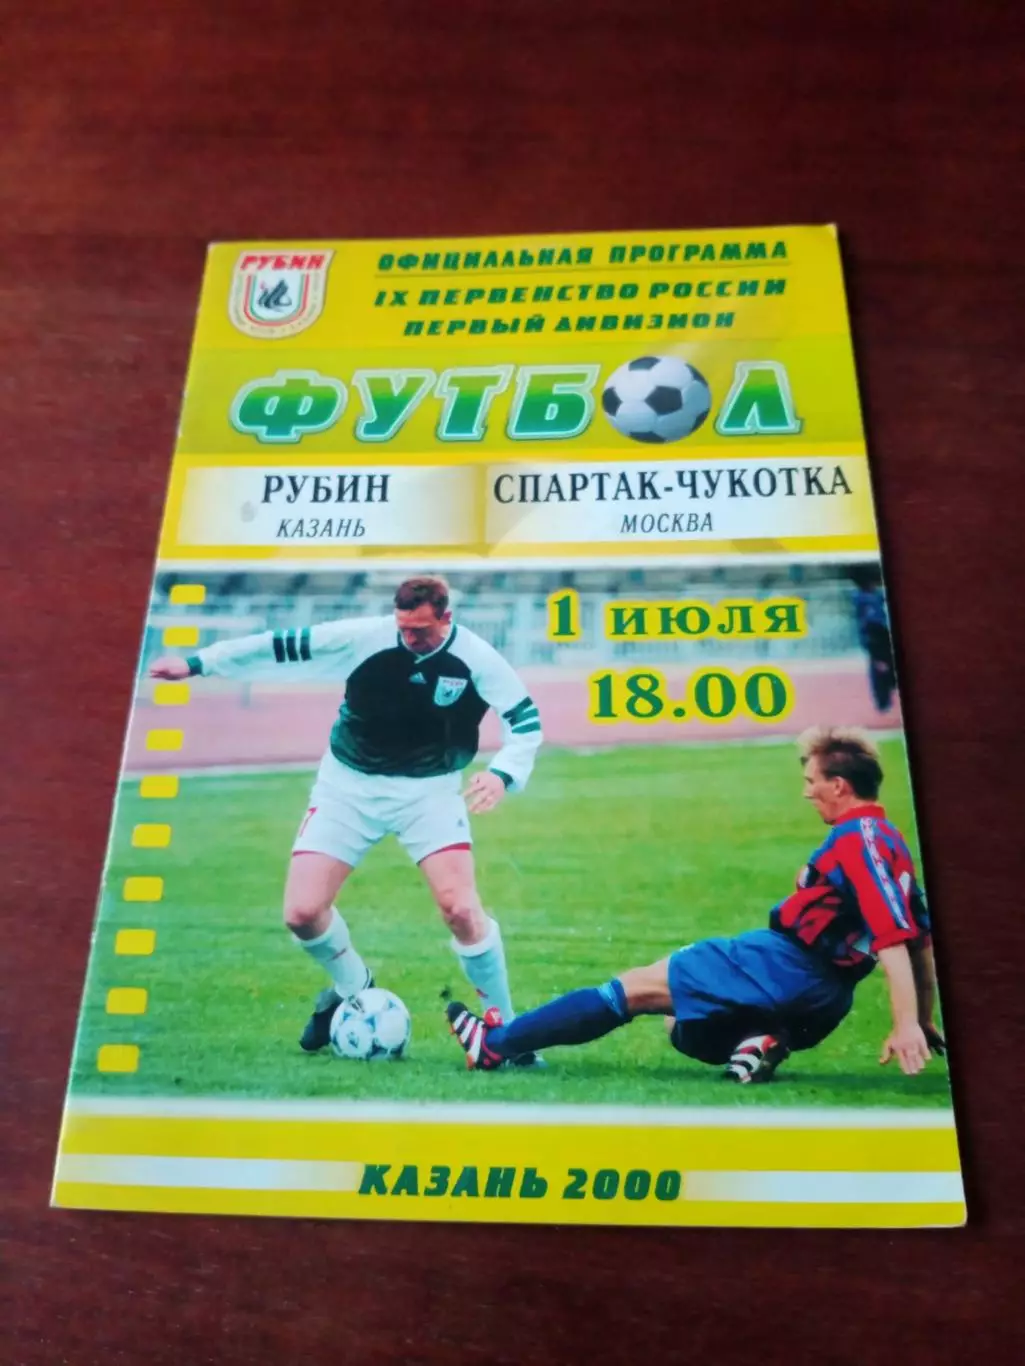 РУБИН
ОФИЦИАЛЬНАЯ ПРОГРАММА
IX ПЕРВЕНСТВО РОССИИ
ПЕРВЫЙ ДИВИЗИОН
ФУТБОЛ
РУБИН
КАЗАНЬ
СПАРТАК-ЧУКОТКА
МОСКВА
1 июля
18.00
КАЗАНЬ 2000